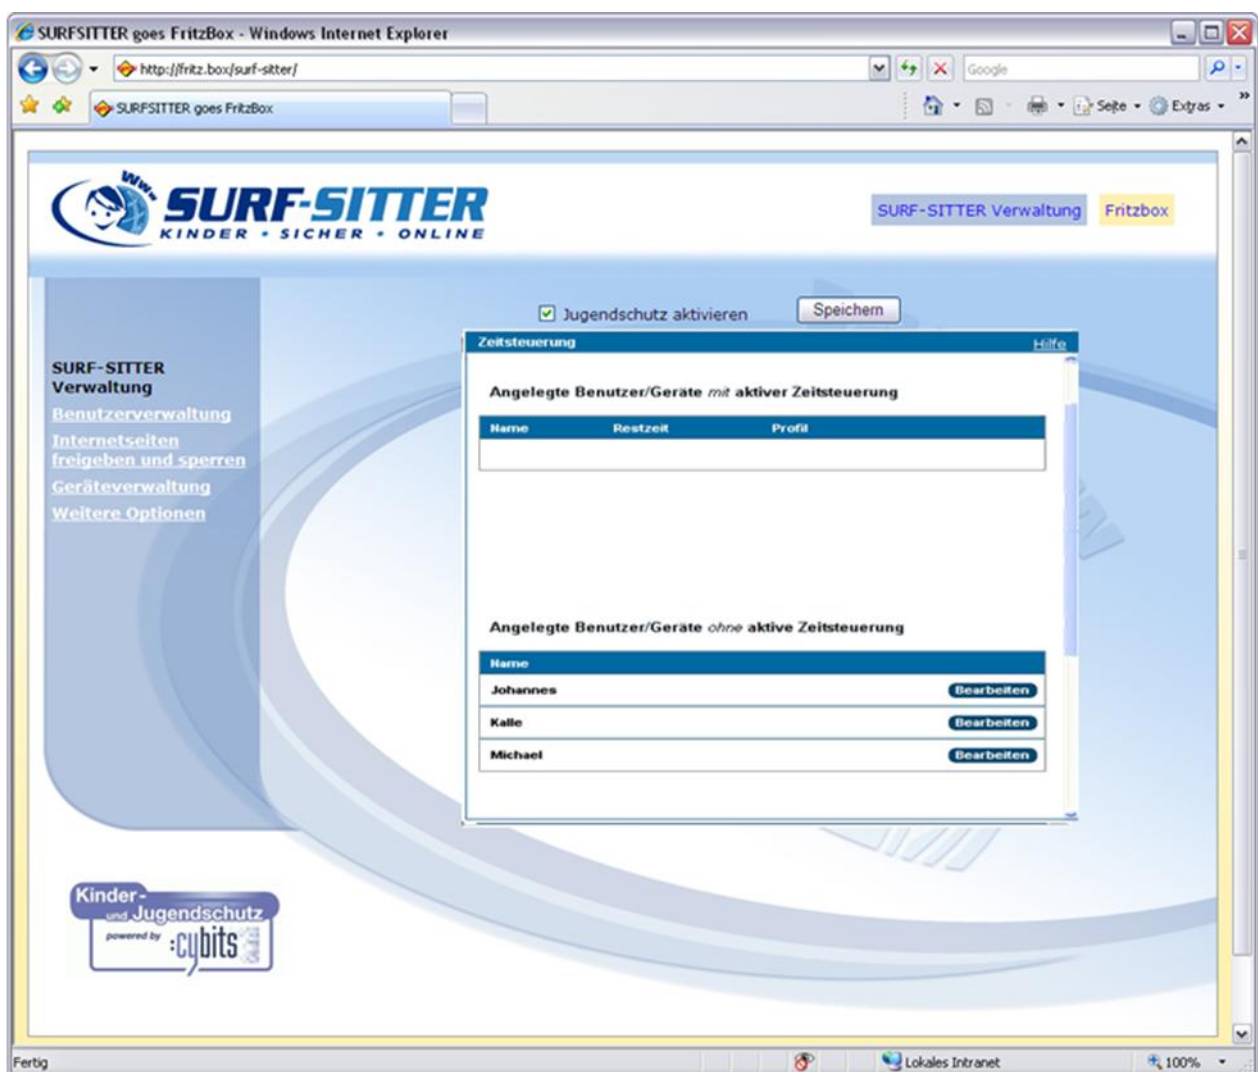 SURFSITTER goes FritzBox - Windows Internet Explorer
http://fritz.box/surf-sitter/
Google
SURFSITTER goes FritzBox
Seite
Extras
Ww..
SURF-SITTER
KINDER • SICHER • ONLINE
SURF-SITTER Verwaltung
Fritzbox
Jugendschutz aktivieren
Speichern
SURF-SITTER
Verwaltung
Benutzerverwaltung
Internetseiten
freigeben und sperren
Geräteverwaltung
Weitere Optionen
Zeitsteuerung
Hilfe
Angelegte Benutzer/Geräte mit aktiver Zeitsteuerung
Name Restzeit Profil
Angelegte Benutzer/Geräte ohne aktive Zeitsteuerung
Name
Johannes Bearbeiten
Kalle Bearbeiten
Michael Bearbeiten
Kinder-
und Jugendschutz
powered by :cybits
Fertig
Lokales Intranet
100%